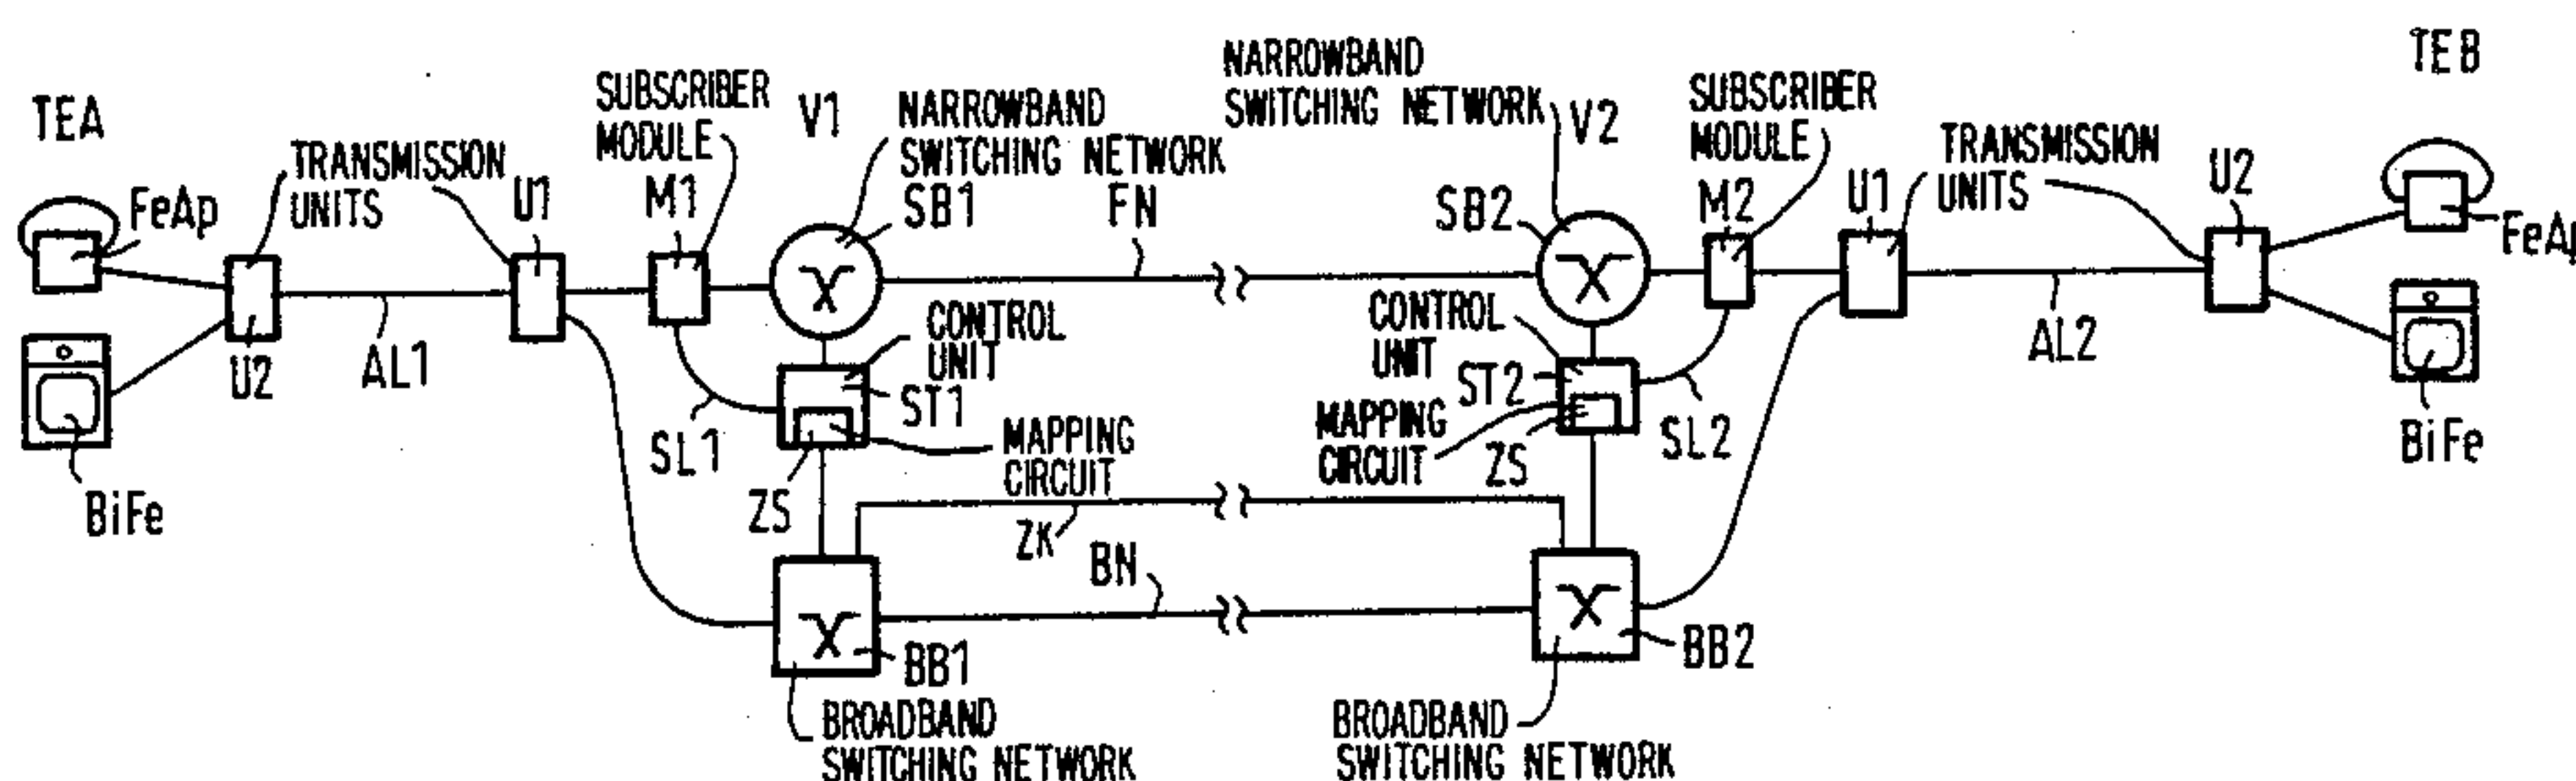 TEA
FeAp
BiFe
TRANSMISSION
UNITS
U2
AL1
U1
SUBSCRIBER
MODULE
M1
SL1
V1
NARROWBAND
SWITCHING NETWORK
SB1
CONTROL
UNIT
ST1
MAPPING
CIRCUIT
ZS
FN
ZK
BN
BB1
BROADBAND
SWITCHING NETWORK
NARROWBAND
SWITCHING NETWORK
V2
SB2
CONTROL
UNIT
ST2
MAPPING
CIRCUIT
ZS
SL2
BB2
BROADBAND
SWITCHING NETWORK
SUBSCRIBER
MODULE
M2
U1
TRANSMISSION
UNITS
AL2
U2
TEB
FeAp
BiFe